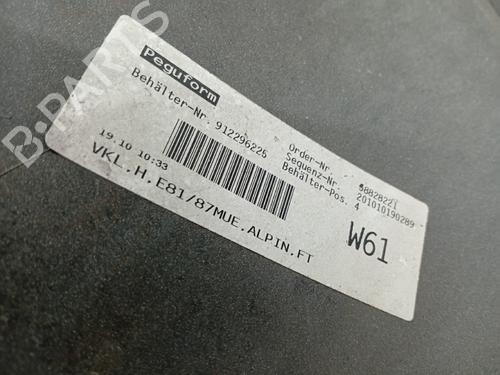 B-PARTS
Peguform
Behälter-Nr. 912296225
Order-Nr. 58828221
Sequenz-Nr. 201010190289
Behälter-Pos. 4
19.10 10:33
W61
VKL.H.E81/87MUE.ALPIN.FT